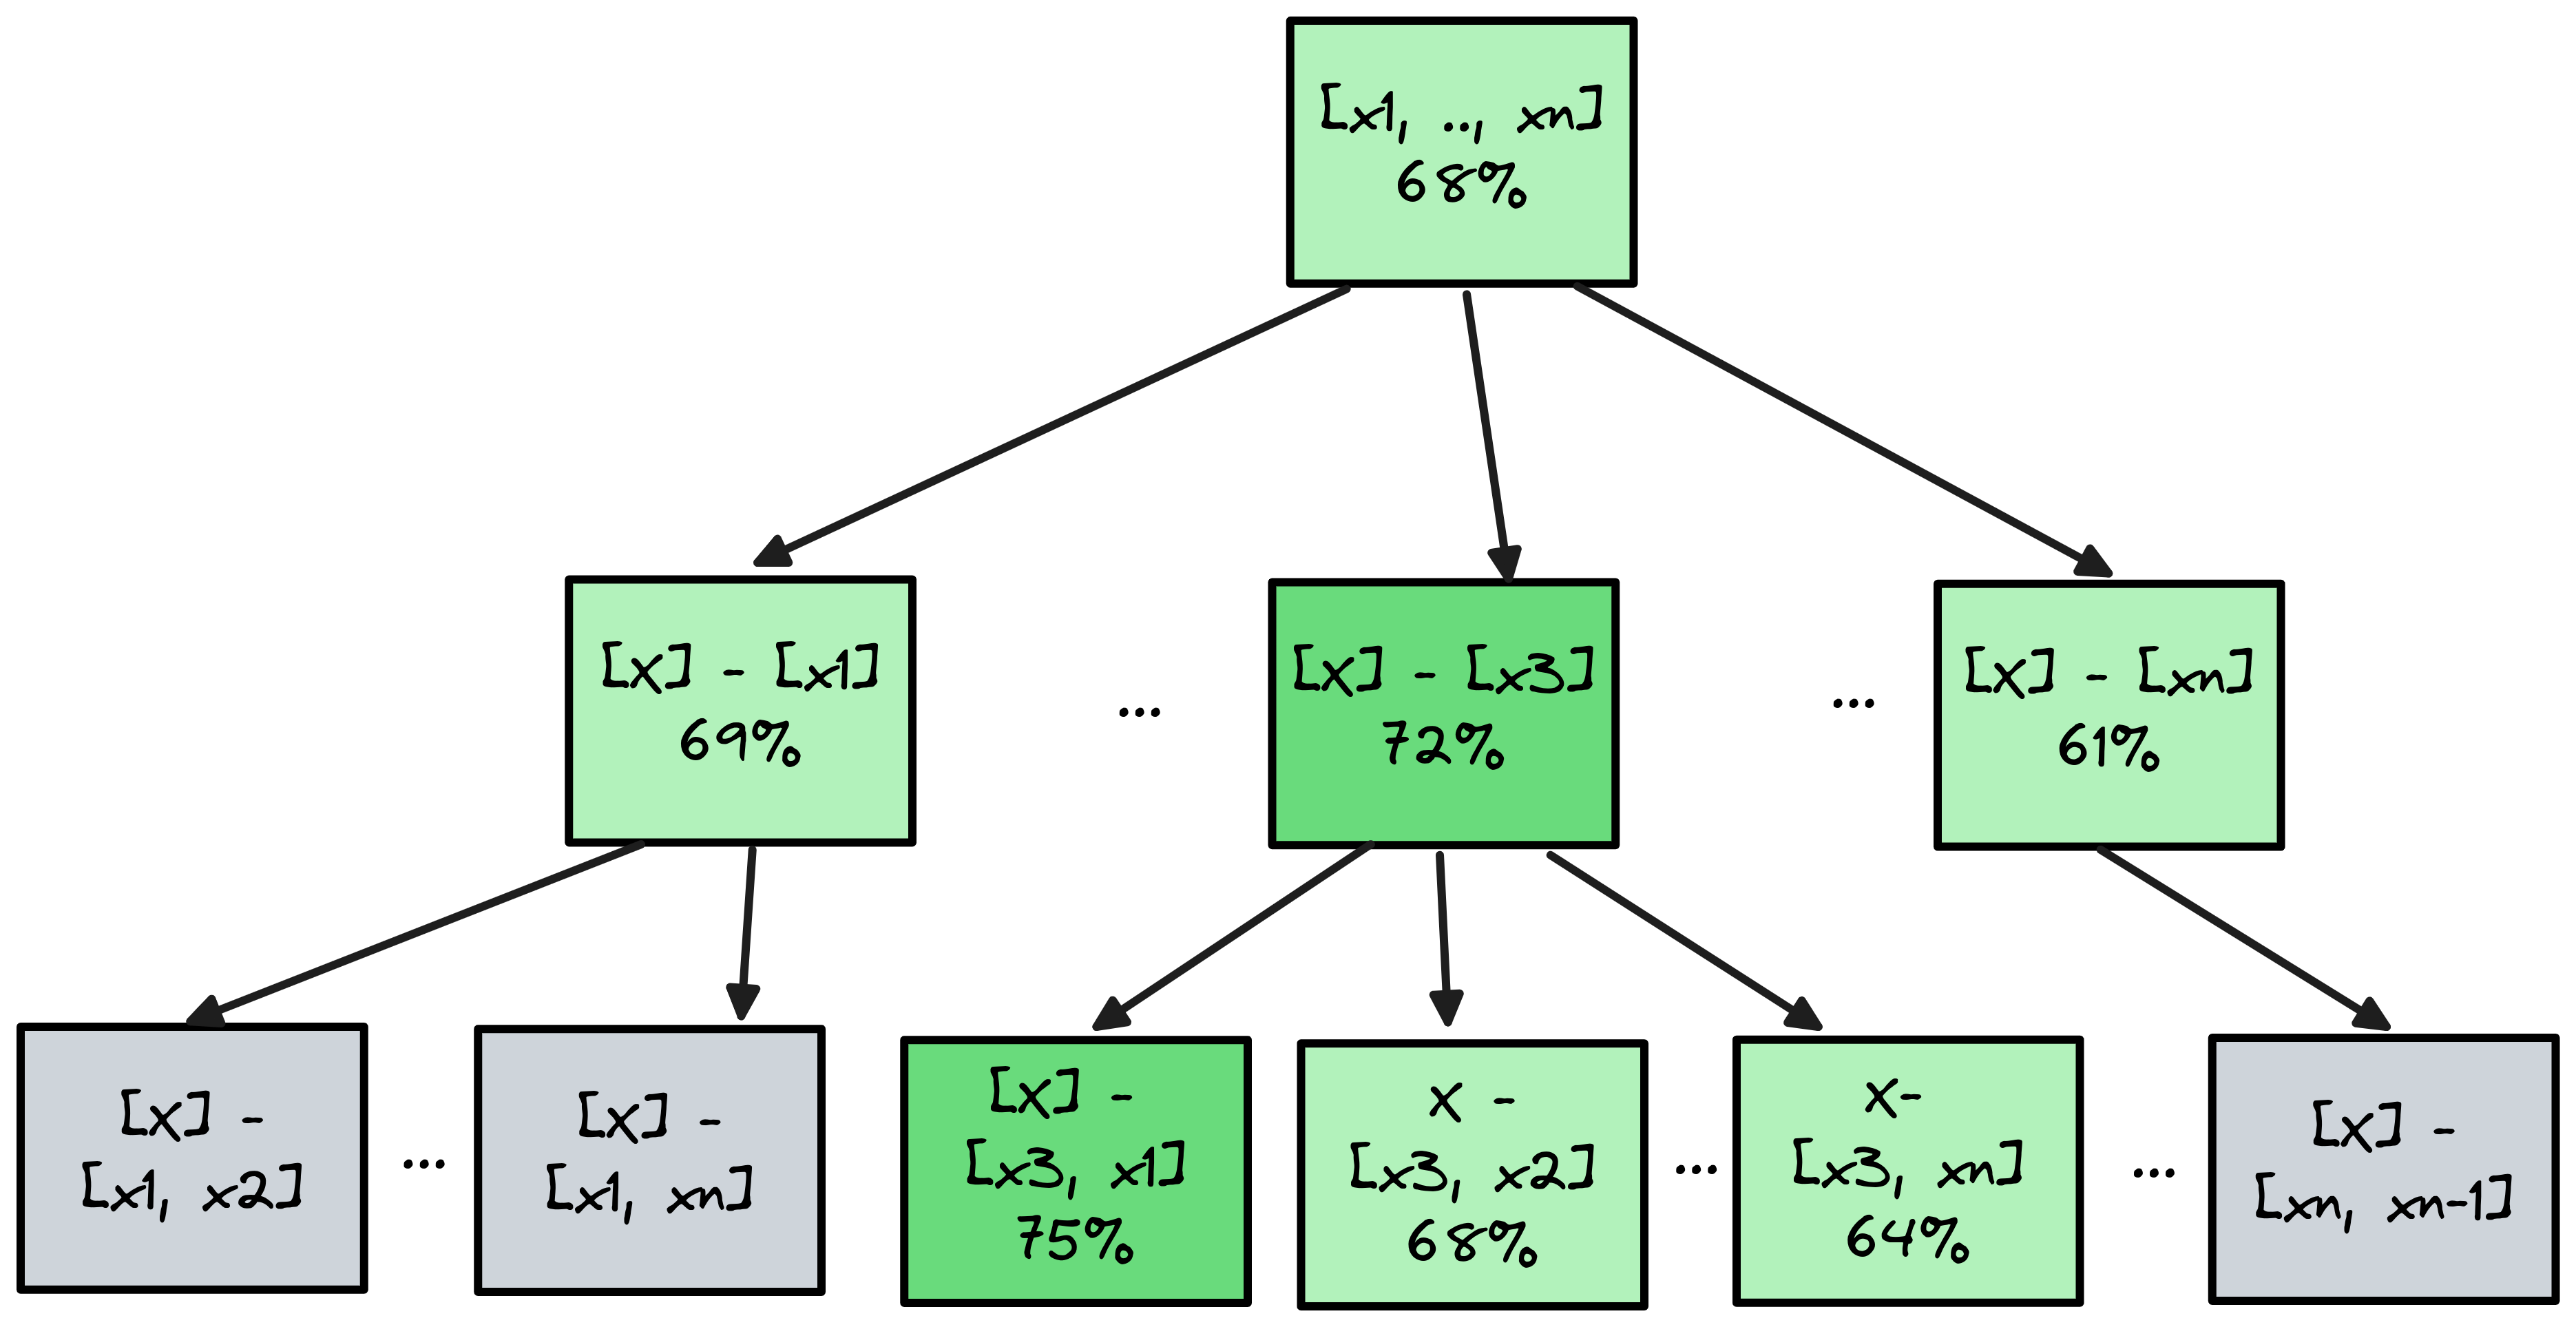 [x1, .., xn]
68%
[x] - [x1]
69%
...
[x] - [x3]
72%
...
[x] - [xn]
61%
[x] -
[x1, x2]
...
[x] -
[x1, xn]
[x] -
[x3, x1]
75%
x -
[x3, x2]
68%
...
x-
[x3, xn]
64%
...
[x] -
[xn, xn-1]